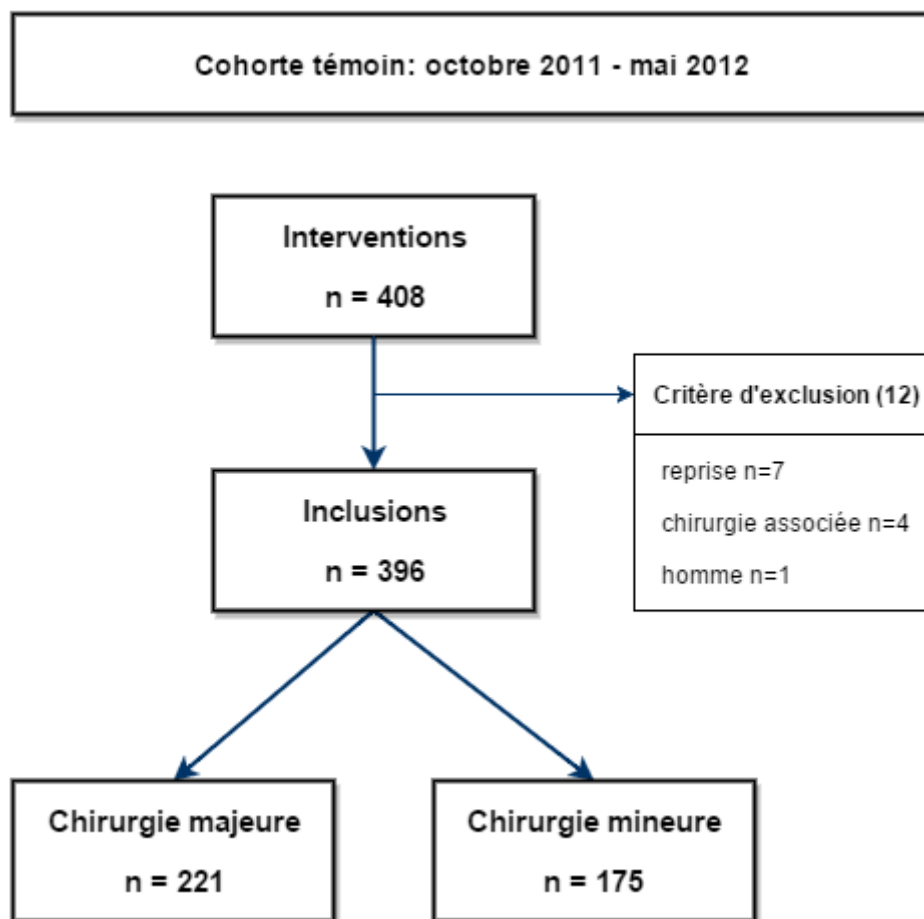 Cohorte témoin: octobre 2011 - mai 2012
Interventions
n = 408
Critère d'exclusion (12)
reprise n=7
chirurgie associée n=4
homme n=1
Inclusions
n = 396
Chirurgie majeure
n = 221
Chirurgie mineure
n = 175